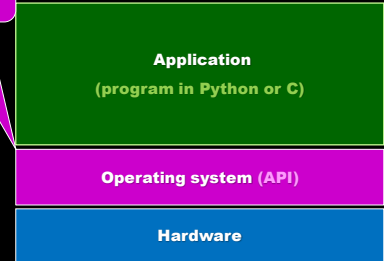 Application
(program in Python or C)
Operating system (API)
Hardware